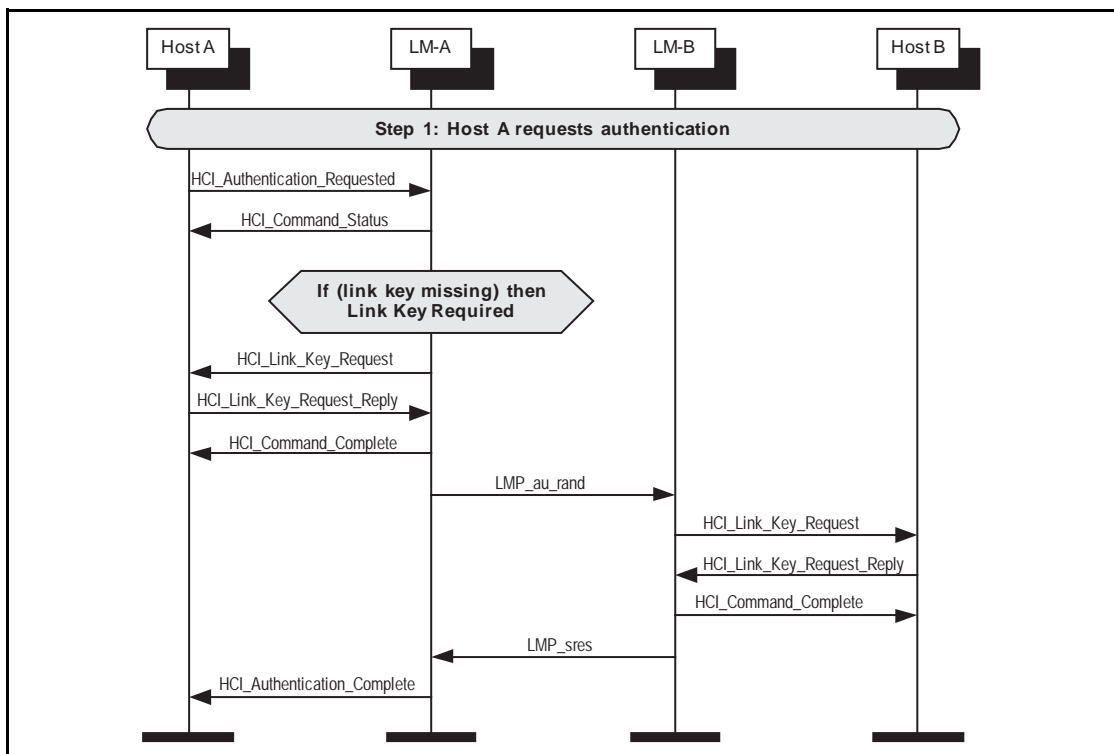 Host A
LM-A
LM-B
Host B
Step 1: Host A requests authentication
HCI_Authentication_Requested
HCI_Command_Status
If (link key missing) then
Link Key Required
HCI_Link_Key_Request
HCI_Link_Key_Request_Reply
HCI_Command_Complete
LMP_au_rand
HCI_Link_Key_Request
HCI_Link_Key_Request_Reply
HCI_Command_Complete
LMP_sres
HCI_Authentication_Complete